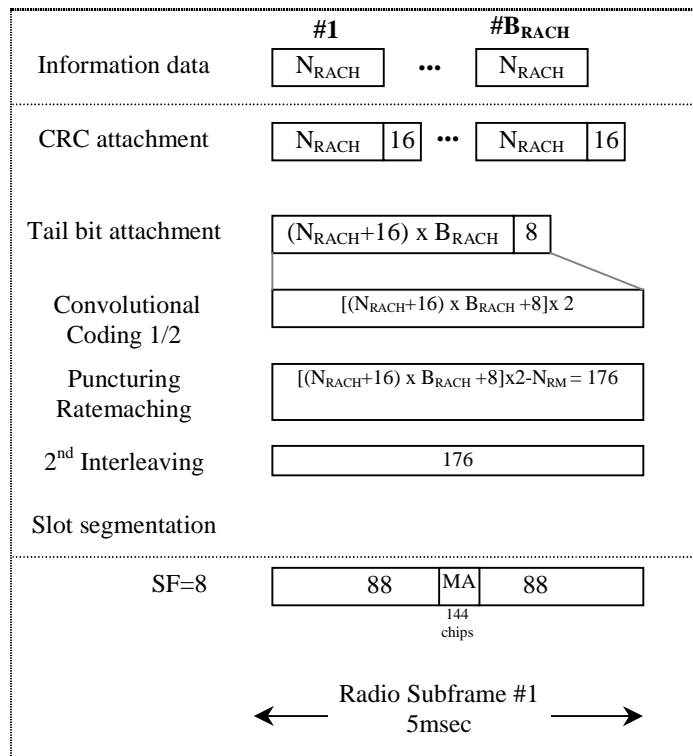 #1 #B_RACH
Information data N_RACH ... N_RACH
CRC attachment N_RACH 16 ... N_RACH 16
Tail bit attachment (N_RACH+16) x B_RACH 8
Convolutional
Coding 1/2
[(N_RACH+16) x B_RACH +8]x 2
Puncturing
Ratemaching
[(N_RACH+16) x B_RACH +8]x2-N_RM = 176
2nd Interleaving 176
Slot segmentation
SF=8 88 MA 88
144
chips
Radio Subframe #1
5msec